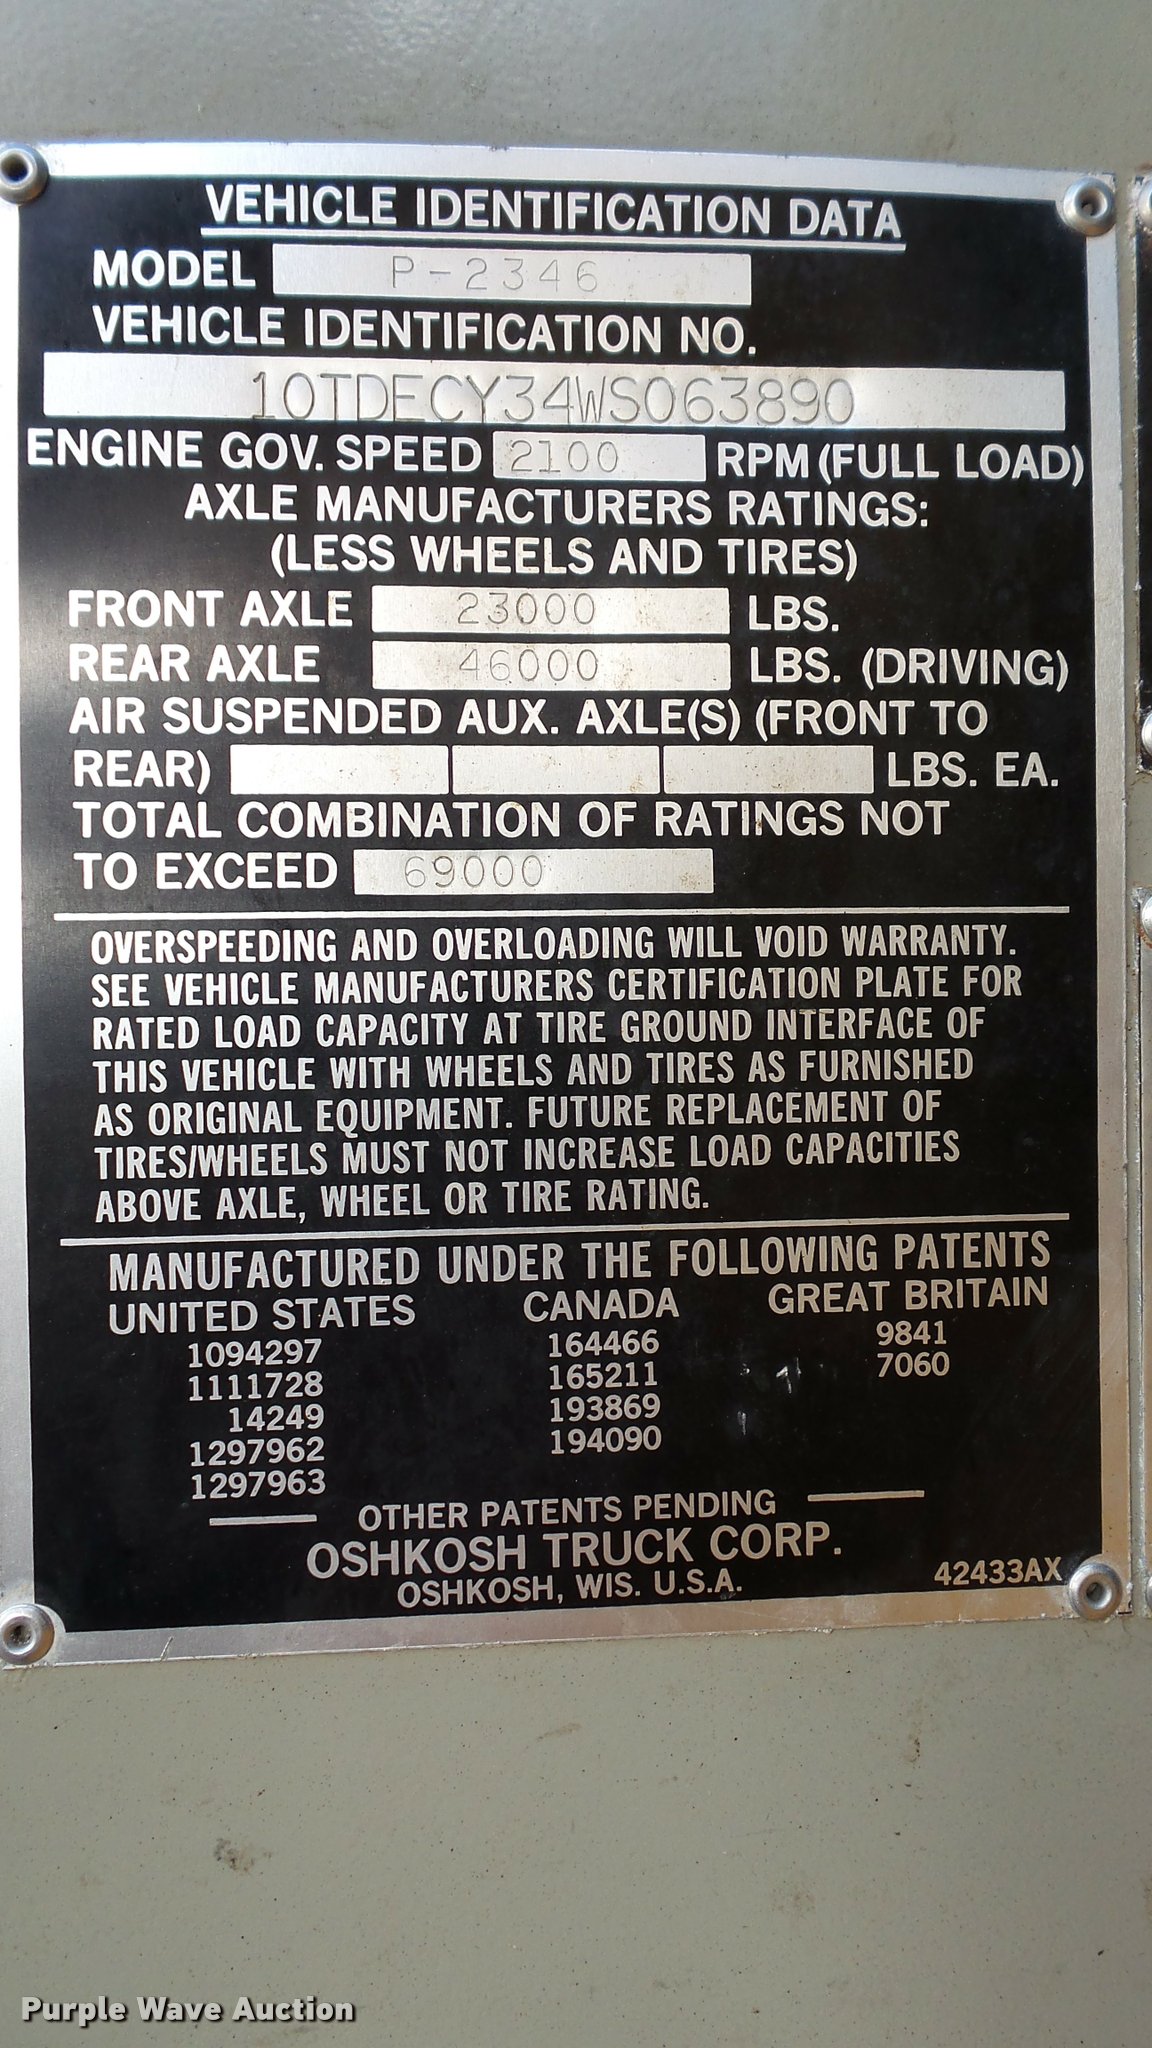 VEHICLE IDENTIFICATION DATA
MODEL P-2346
VEHICLE IDENTIFICATION NO.
10TDECY34WS063890
ENGINE GOV. SPEED 2100 RPM (FULL LOAD)
AXLE MANUFACTURERS RATINGS:
(LESS WHEELS AND TIRES)
FRONT AXLE 23000 LBS.
REAR AXLE 46000 LBS. (DRIVING)
AIR SUSPENDED AUX. AXLE(S) (FRONT TO
REAR) LBS. EA.
TOTAL COMBINATION OF RATINGS NOT
TO EXCEED 69000
OVERSPEEDING AND OVERLOADING WILL VOID WARRANTY.
SEE VEHICLE MANUFACTURERS CERTIFICATION PLATE FOR
RATED LOAD CAPACITY AT TIRE GROUND INTERFACE OF
THIS VEHICLE WITH WHEELS AND TIRES AS FURNISHED
AS ORIGINAL EQUIPMENT. FUTURE REPLACEMENT OF
TIRES/WHEELS MUST NOT INCREASE LOAD CAPACITIES
ABOVE AXLE, WHEEL OR TIRE RATING.
MANUFACTURED UNDER THE FOLLOWING PATENTS
UNITED STATES CANADA GREAT BRITAIN
1094297 164466 9841
1111728 165211 7060
14249 193869
1297962 194090
1297963
OTHER PATENTS PENDING
OSHKOSH TRUCK CORP.
OSHKOSH, WIS. U.S.A. 42433AX
Purple Wave Auction